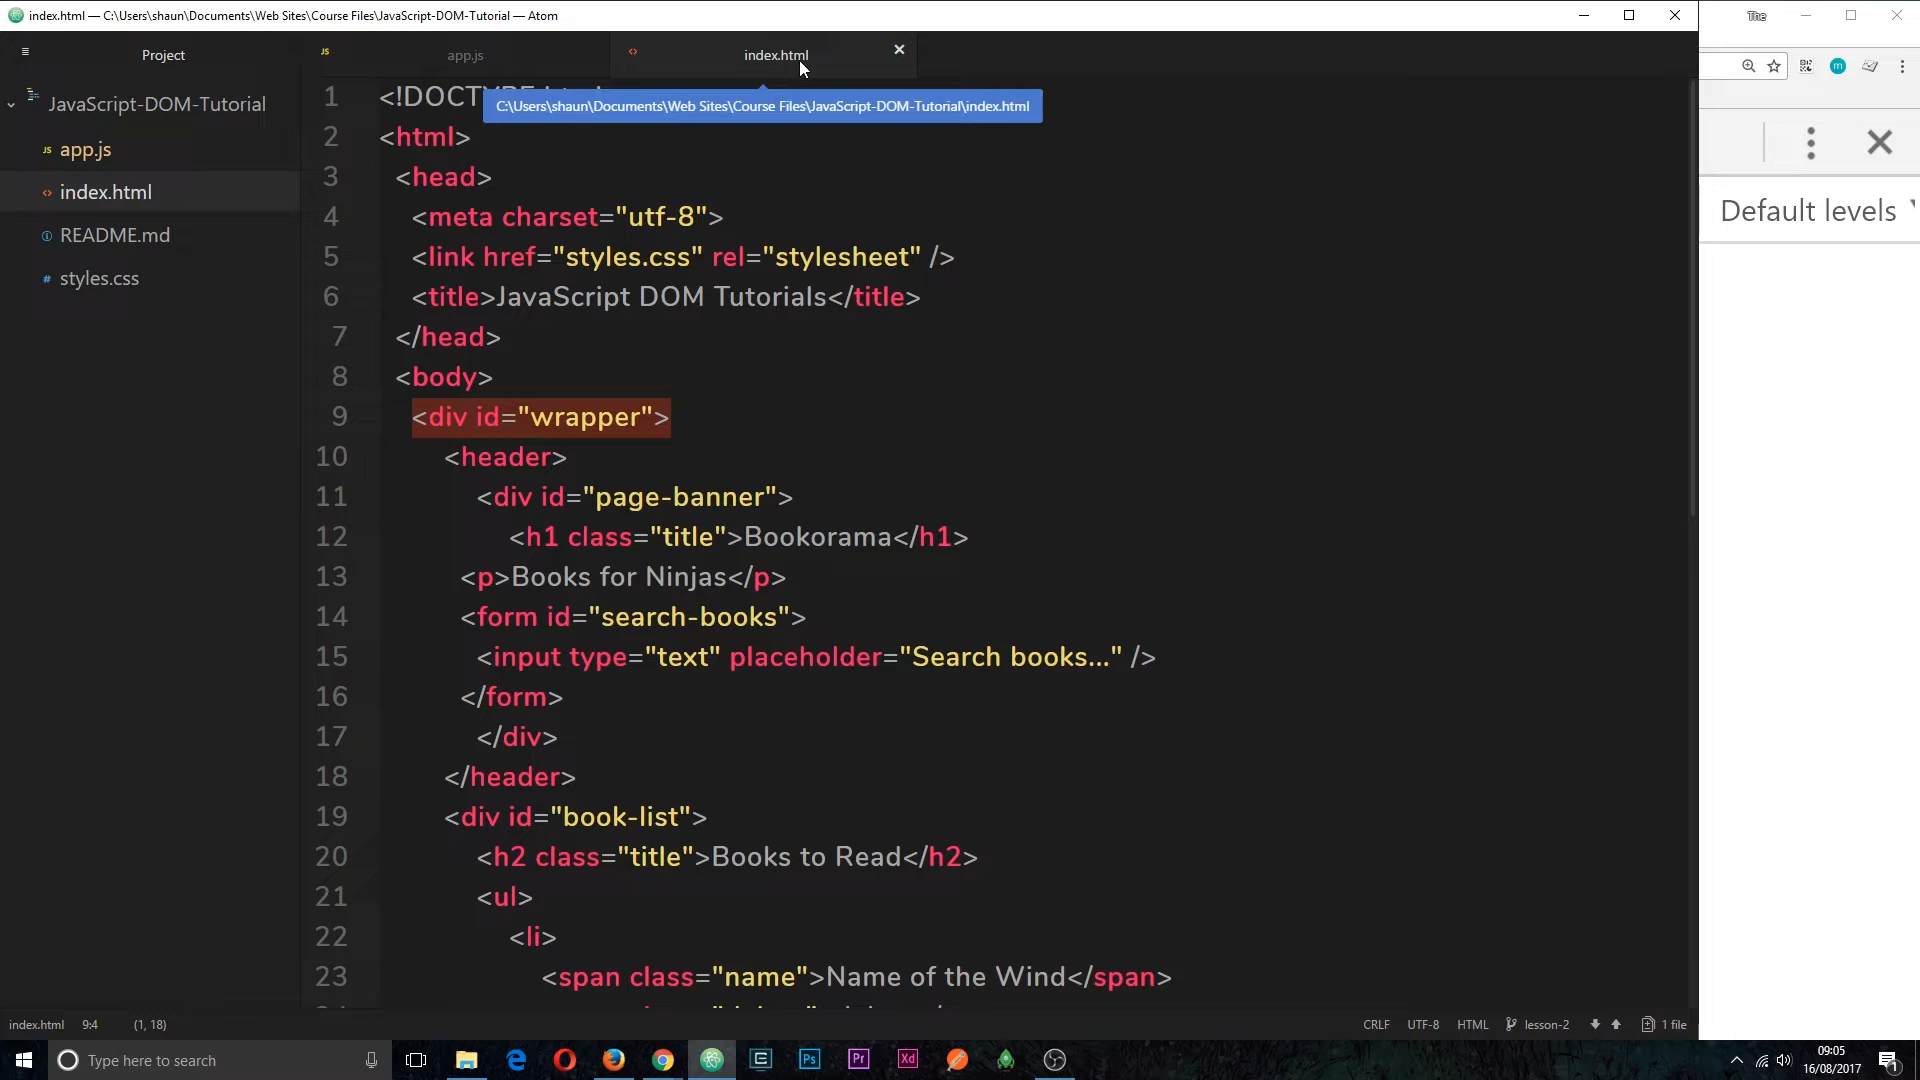 index.html — C:\Users\shaun\Documents\Web Sites\Course Files\JavaScript-DOM-Tutorial — Atom
The
Project
app.js
index.html
C:\Users\shaun\Documents\Web Sites\Course Files\JavaScript-DOM-Tutorial\index.html
JavaScript-DOM-Tutorial
JS app.js
<> index.html
README.md
# styles.css
Default levels
1 <!DOCTYPE
2 <html>
3 <head>
4 <meta charset="utf-8">
5 <link href="styles.css" rel="stylesheet" />
6 <title>JavaScript DOM Tutorials</title>
7 </head>
8 <body>
9 <div id="wrapper">
10 <header>
11 <div id="page-banner">
12 <h1 class="title">Bookorama</h1>
13 <p>Books for Ninjas</p>
14 <form id="search-books">
15 <input type="text" placeholder="Search books..." />
16 </form>
17 </div>
18 </header>
19 <div id="book-list">
20 <h2 class="title">Books to Read</h2>
21 <ul>
22 <li>
23 <span class="name">Name of the Wind</span>
index.html 9:4 (1, 18)
CRLF UTF-8 HTML lesson-2 1 file
Type here to search
Ps
Pr
Xd
09:05
16/08/2017
1